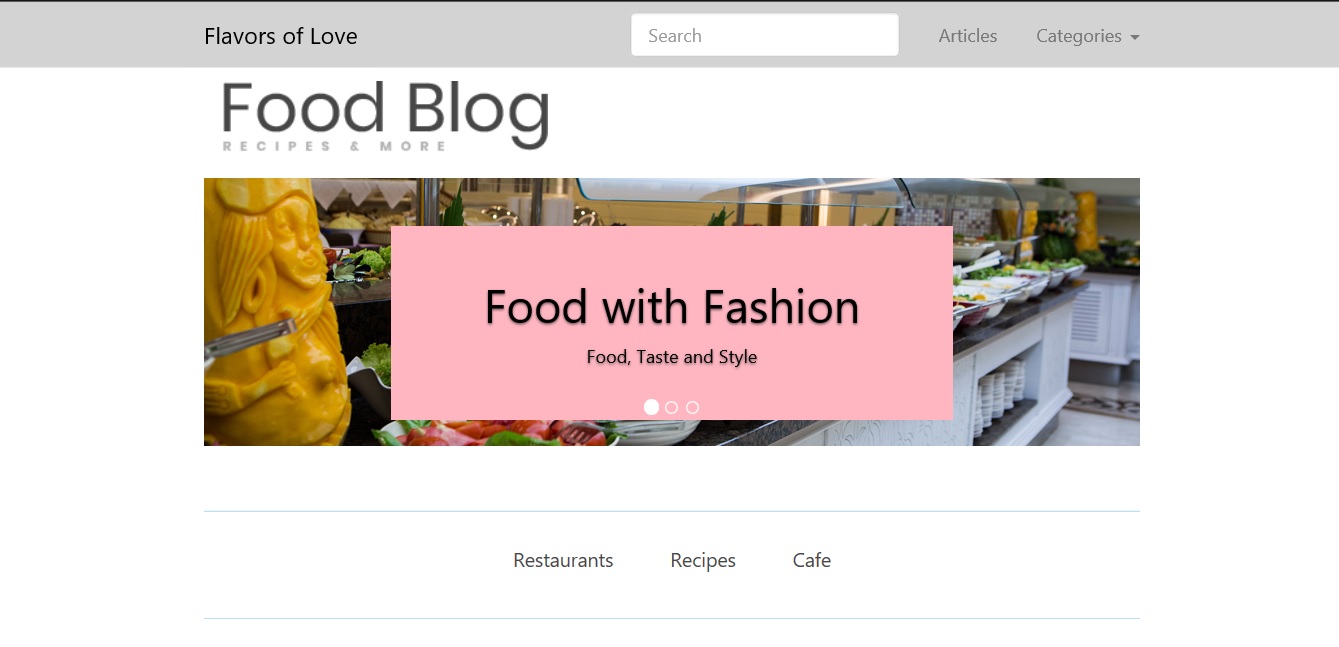 Flavors of Love
Search
Articles
Categories
Food Blog
RECIPES & MORE
Food with Fashion
Food, Taste and Style
Restaurants
Recipes
Cafe